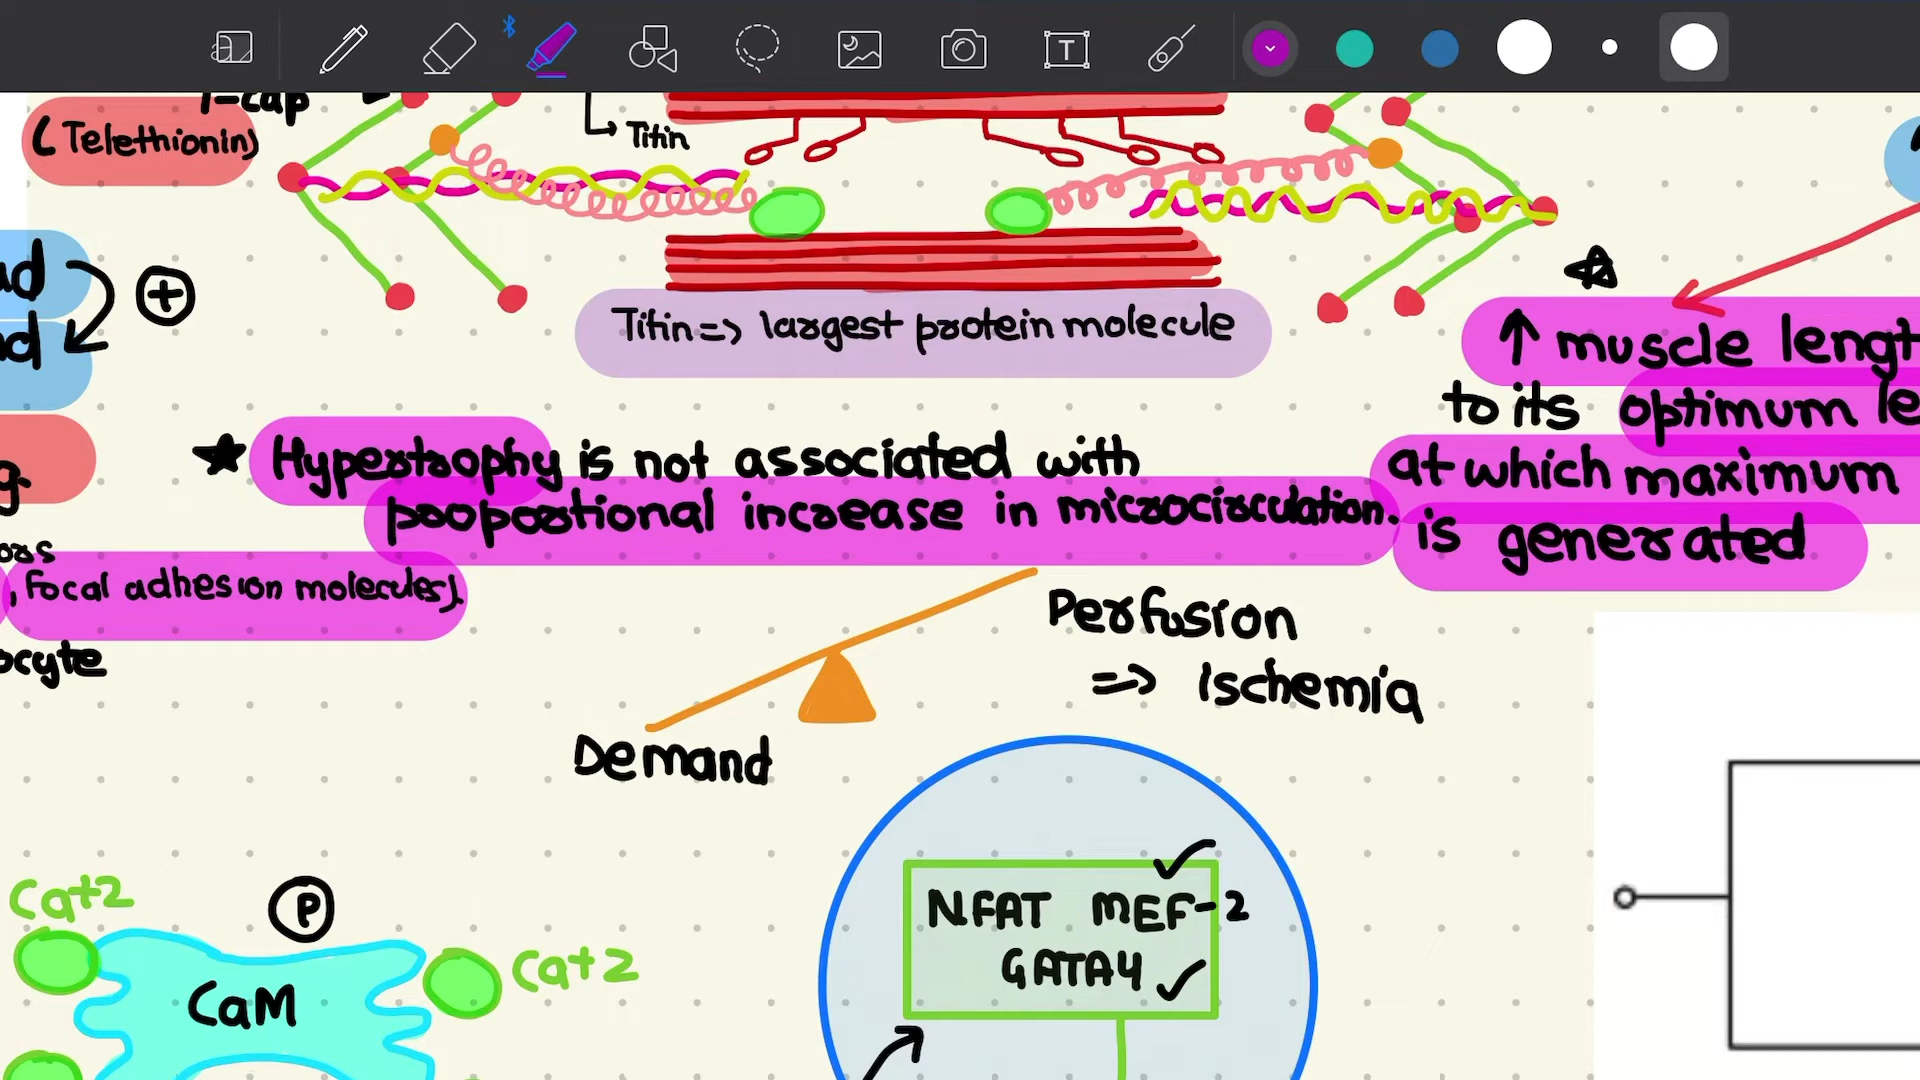 T-cap
(Telethionin)
Titin
Titin=> largest protein molecule
+
Hypertrophy is not associated with
proportional increase in microcirculation.
↑ muscle lengt
to its optimum le
at which maximum
is generated
, Focal adhesion molecules).
ocyte
Perfusion
=> Ischemia
Demand
NFAT MEF-2
GATA4
Ca+2
P
Ca+2
CaM